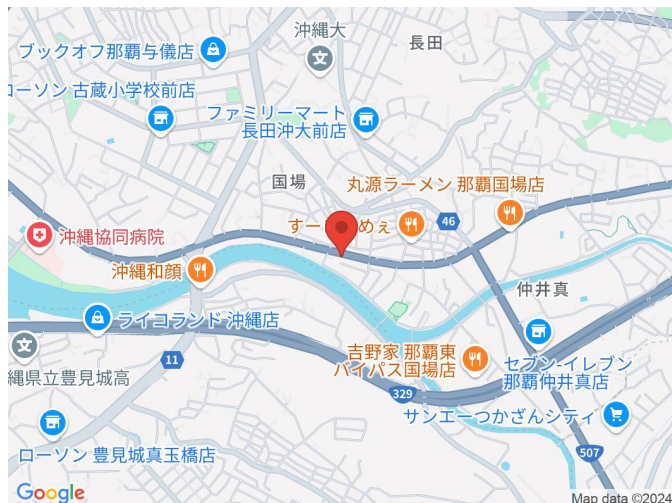 ブックオフ那覇与儀店
沖縄大
長田
ローソン 古蔵小学校前店
ファミリーマート
長田沖大前店
国場
丸源ラーメン 那覇国場店
46
沖縄協同病院
沖縄和顔
仲井真
ライコランド 沖縄店
吉野家 那覇東
バイパス国場店
セブン-イレブン
那覇仲井真店
縄県立豊見城高
11
329
サンエーつかざんシティ
ローソン 豊見城真玉橋店
507
Google
Map data ©2024